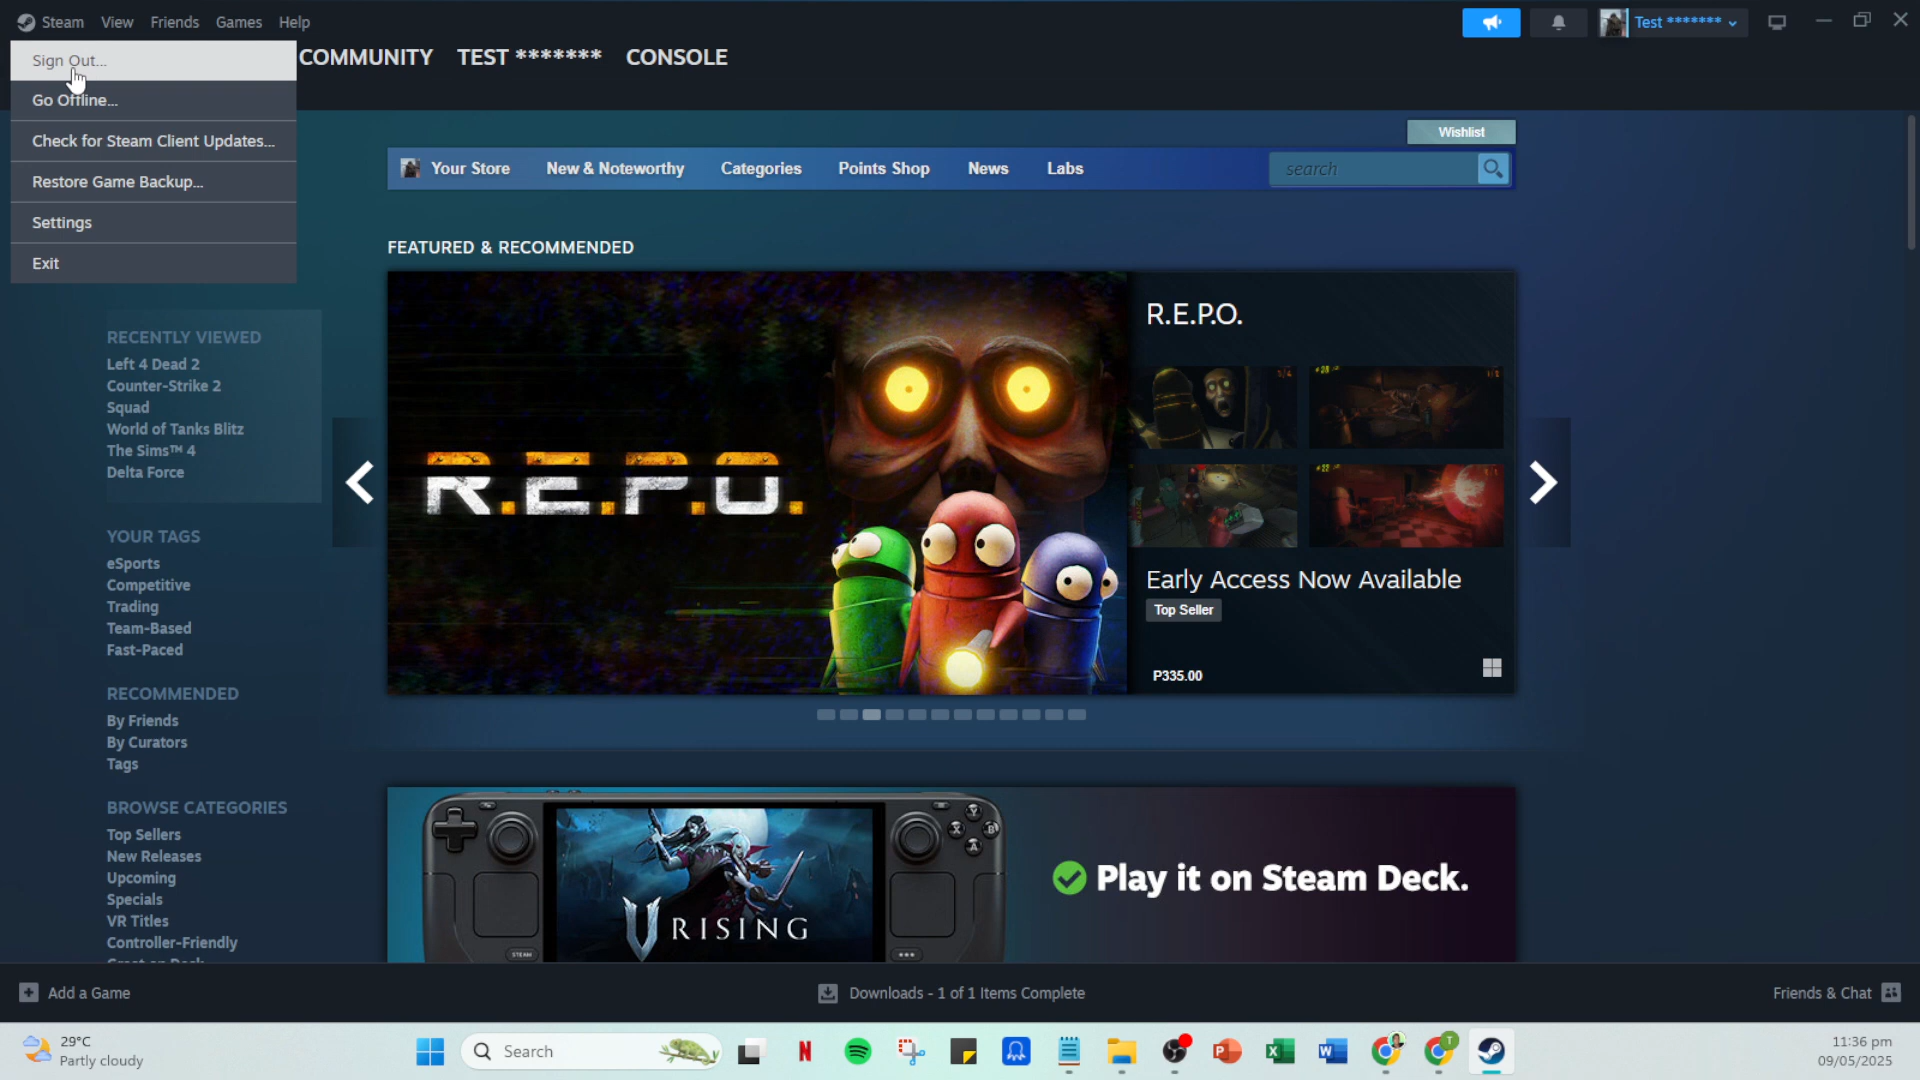 Steam View Friends Games Help
Test *******
Sign Out...
Go Offline...
Check for Steam Client Updates...
Restore Game Backup...
Settings
Exit
COMMUNITY TEST ******* CONSOLE
Wishlist
Your Store New & Noteworthy Categories Points Shop News Labs
search
FEATURED & RECOMMENDED
RECENTLY VIEWED
Left 4 Dead 2
Counter-Strike 2
Squad
World of Tanks Blitz
The Sims™ 4
Delta Force
YOUR TAGS
eSports
Competitive
Trading
Team-Based
Fast-Paced
RECOMMENDED
By Friends
By Curators
Tags
BROWSE CATEGORIES
Top Sellers
New Releases
Upcoming
Specials
VR Titles
Controller-Friendly
R.E.P.O.
R.E.P.O.
Early Access Now Available
Top Seller
P335.00
V RISING
STEAM
Play it on Steam Deck.
Add a Game
Downloads - 1 of 1 Items Complete
Friends & Chat
29°C
Partly cloudy
Search
11:36 pm
09/05/2025